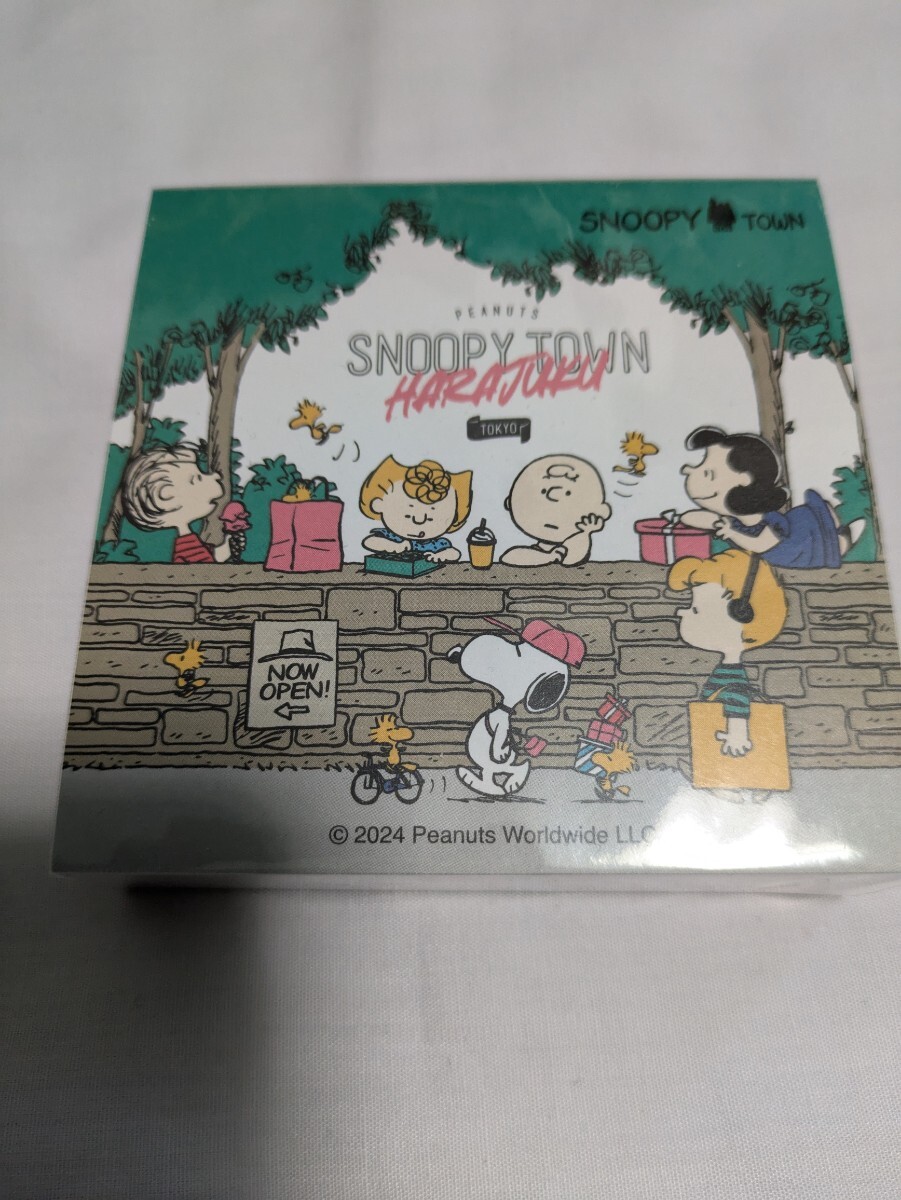 SNOOPY TOWN
PEANUTS
SNOOPY TOWN
HARAJUKU
TOKYO
NOW
OPEN!
© 2024 Peanuts Worldwide LLC